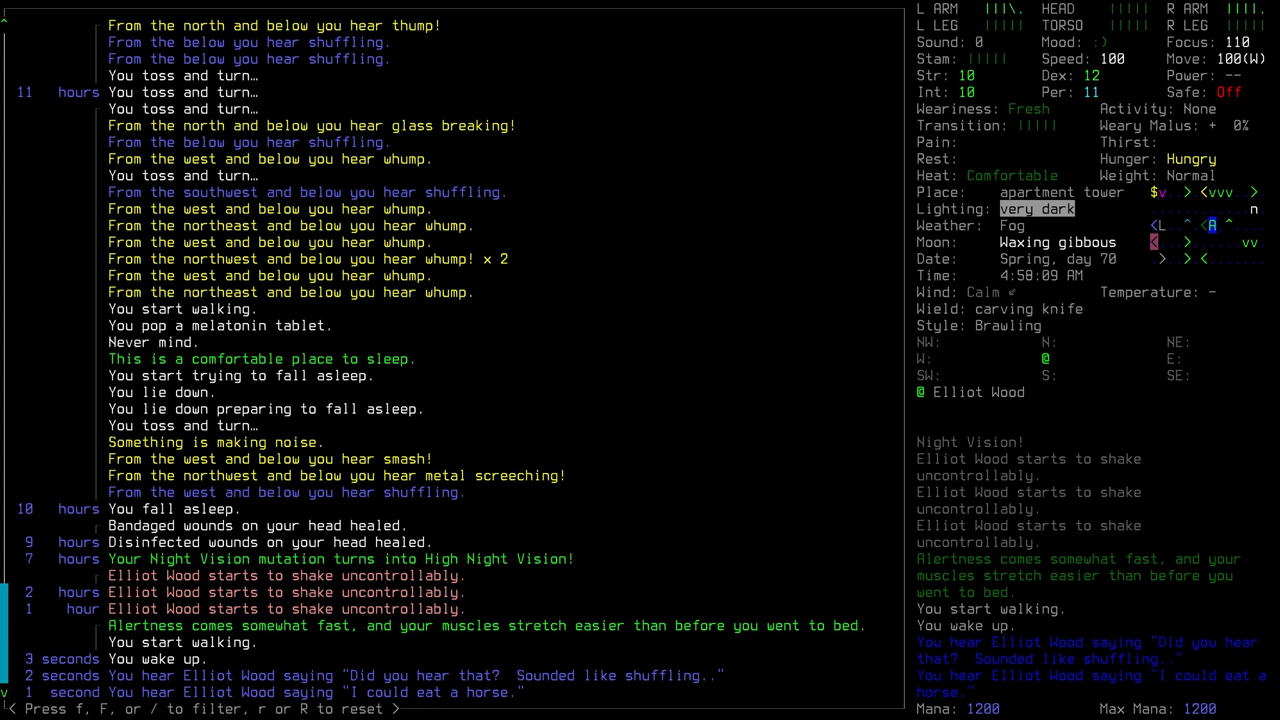 From the north and below you hear thump!
From the below you hear shuffling.
From the below you hear shuffling.
You toss and turn…
11 hours You toss and turn…
You toss and turn…
From the north and below you hear glass breaking!
From the below you hear shuffling.
From the west and below you hear whump.
You toss and turn…
From the southwest and below you hear shuffling.
From the west and below you hear whump.
From the northeast and below you hear whump.
From the west and below you hear whump.
From the northwest and below you hear whump! x 2
From the west and below you hear whump.
From the northeast and below you hear whump.
You start walking.
You pop a melatonin tablet.
Never mind.
This is a comfortable place to sleep.
You start trying to fall asleep.
You lie down.
You lie down preparing to fall asleep.
You toss and turn…
Something is making noise.
From the west and below you hear smash!
From the northwest and below you hear metal screeching!
From the west and below you hear shuffling.
10 hours You fall asleep.
Bandaged wounds on your head healed.
9 hours Disinfected wounds on your head healed.
7 hours Your Night Vision mutation turns into High Night Vision!
Elliot Wood starts to shake uncontrollably.
2 hours Elliot Wood starts to shake uncontrollably.
1 hour Elliot Wood starts to shake uncontrollably.
Alertness comes somewhat fast, and your muscles stretch easier than before you went to bed.
You start walking.
3 seconds You wake up.
2 seconds You hear Elliot Wood saying "Did you hear that?  Sounded like shuffling.."
1 second You hear Elliot Wood saying "I could eat a horse."
< Press f, F, or / to filter, r or R to reset >
L ARM |||\. HEAD ||||| R ARM ||||.
L LEG ||||| TORSO ||||| R LEG |||||
Sound: 0 Mood: :) Focus: 110
Stam: ||||| Speed: 100 Move: 100(W)
Str: 10 Dex: 12 Power: --
Int: 10 Per: 11 Safe: Off
Weariness: Fresh Activity: None
Transition: ||||| Weary Malus: + 0%
Pain: Thirst:
Rest: Hunger: Hungry
Heat: Comfortable Weight: Normal
Place: apartment tower $v..> <vvv..>
Lighting: very dark n
Weather: Fog <L..^.<A.^
Moon: Waxing gibbous <...>......vv
Date: Spring, day 70 >..>.<
Time: 4:58:09 AM
Wind: Calm ↙ Temperature: -
Wield: carving knife
Style: Brawling
NW: N: NE:
W: @ E:
SW: S: SE:
@ Elliot Wood
Night Vision!
Elliot Wood starts to shake
uncontrollably.
Elliot Wood starts to shake
uncontrollably.
Elliot Wood starts to shake
uncontrollably.
Alertness comes somewhat fast, and your
muscles stretch easier than before you
went to bed.
You start walking.
You wake up.
You hear Elliot Wood saying "Did you hear
that?  Sounded like shuffling.."
You hear Elliot Wood saying "I could eat a
horse."
Mana: 1200 Max Mana: 1200